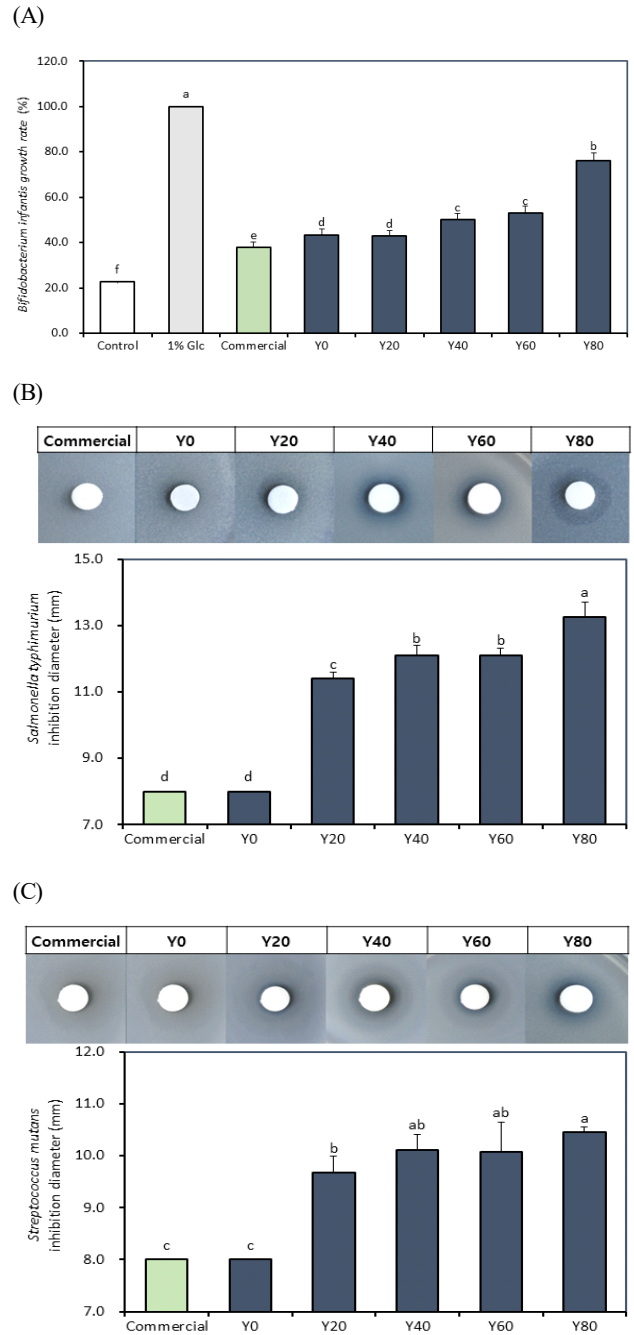 (A)
120.0
100.0
80.0
60.0
40.0
20.0
0.0
Bifidobacterium infantis growth rate (%)
f
a
e
d
d
c
c
b
Control 1% Glc Commercial Y0 Y20 Y40 Y60 Y80
(B)
Commercial Y0 Y20 Y40 Y60 Y80
15.0
13.0
11.0
9.0
7.0
Salmonella typhimurium
inhibition diameter (mm)
d
d
c
b
b
a
Commercial Y0 Y20 Y40 Y60 Y80
(C)
Commercial Y0 Y20 Y40 Y60 Y80
12.0
11.0
10.0
9.0
8.0
7.0
Streptococcus mutans
inhibition diameter (mm)
c
c
b
ab
ab
a
Commercial Y0 Y20 Y40 Y60 Y80